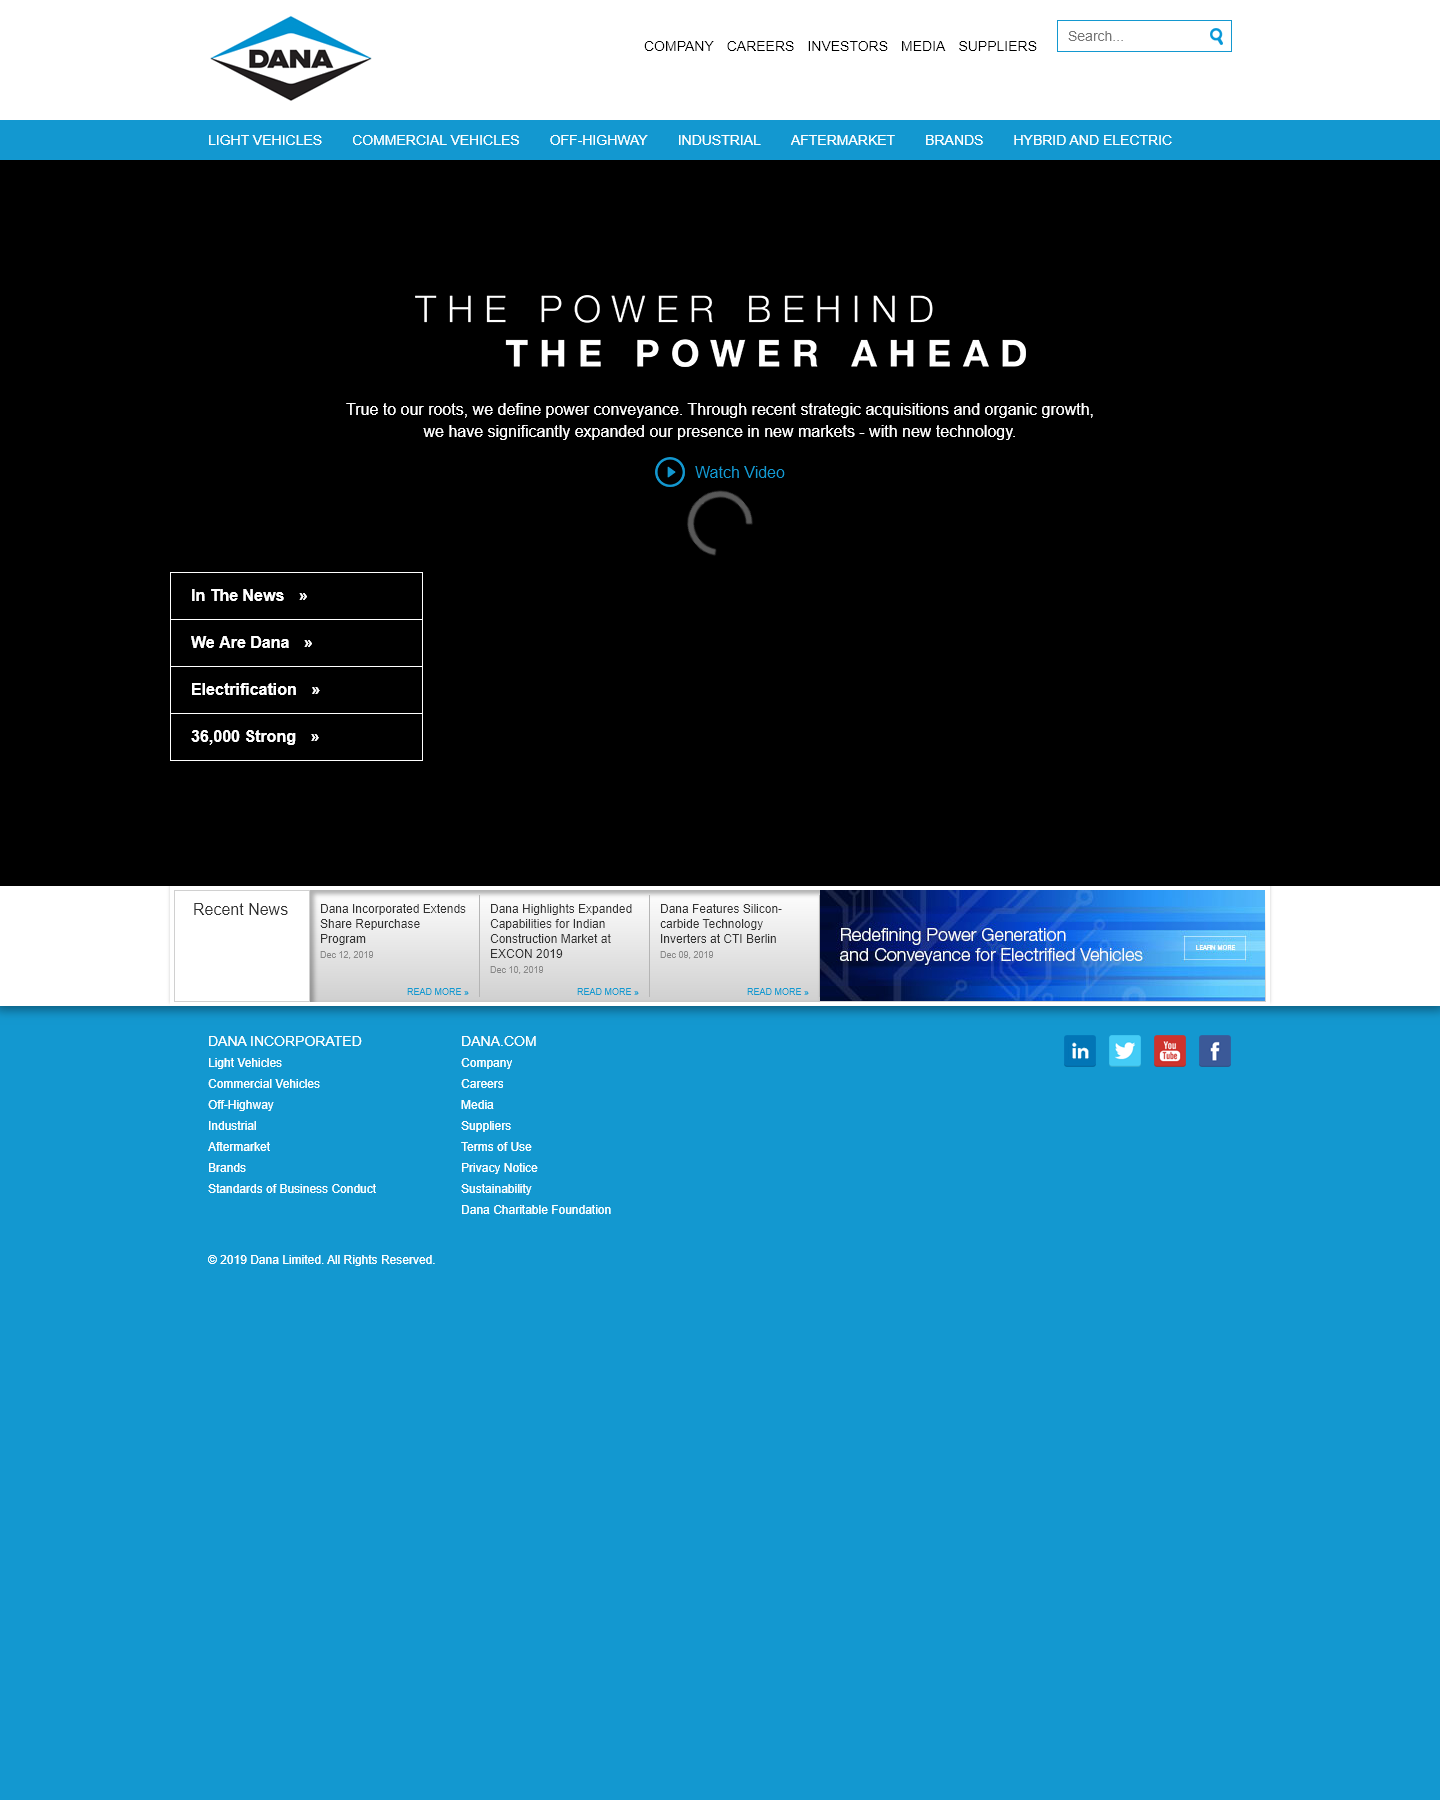 DANA
COMPANY CAREERS INVESTORS MEDIA SUPPLIERS
Search...
LIGHT VEHICLES COMMERCIAL VEHICLES OFF-HIGHWAY INDUSTRIAL AFTERMARKET BRANDS HYBRID AND ELECTRIC
THE POWER BEHIND
THE POWER AHEAD
True to our roots, we define power conveyance. Through recent strategic acquisitions and organic growth,
we have significantly expanded our presence in new markets - with new technology.
Watch Video
In The News »
We Are Dana »
Electrification »
36,000 Strong »
Recent News
Dana Incorporated Extends
Share Repurchase
Program
Dec 12, 2019
READ MORE »
Dana Highlights Expanded
Capabilities for Indian
Construction Market at
EXCON 2019
Dec 10, 2019
READ MORE »
Dana Features Silicon-
carbide Technology
Inverters at CTI Berlin
Dec 09, 2019
READ MORE »
Redefining Power Generation
and Conveyance for Electrified Vehicles
LEARN MORE
DANA INCORPORATED
Light Vehicles
Commercial Vehicles
Off-Highway
Industrial
Aftermarket
Brands
Standards of Business Conduct
DANA.COM
Company
Careers
Media
Suppliers
Terms of Use
Privacy Notice
Sustainability
Dana Charitable Foundation
in
You
Tube
f
© 2019 Dana Limited. All Rights Reserved.